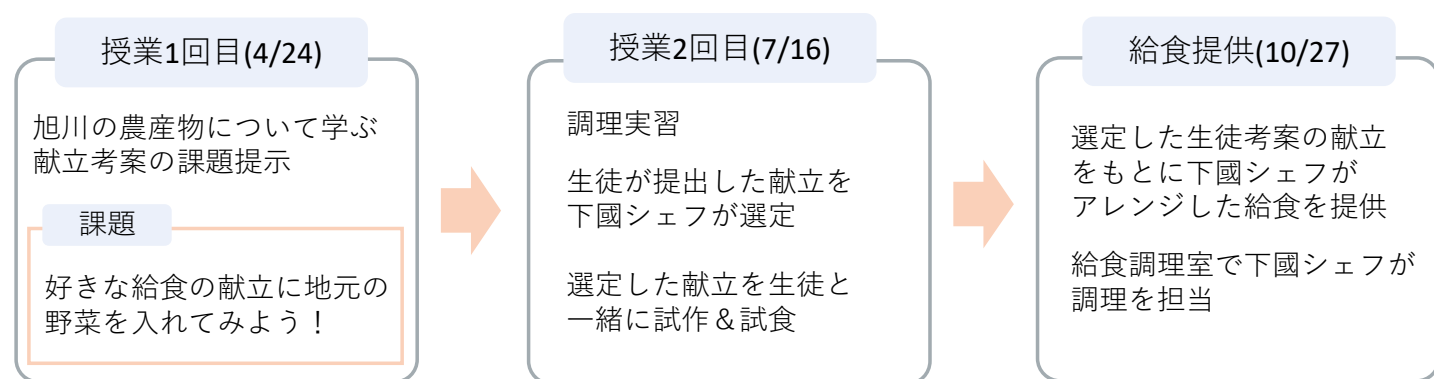 授業1回目(4/24)
旭川の農産物について学ぶ
献立考案の課題提示
課題
好きな給食の献立に地元の
野菜を入れてみよう！
授業2回目(7/16)
調理実習
生徒が提出した献立を
下國シェフが選定
選定した献立を生徒と
一緒に試作＆試食
給食提供(10/27)
選定した生徒考案の献立
をもとに下國シェフが
アレンジした給食を提供
給食調理室で下國シェフが
調理を担当